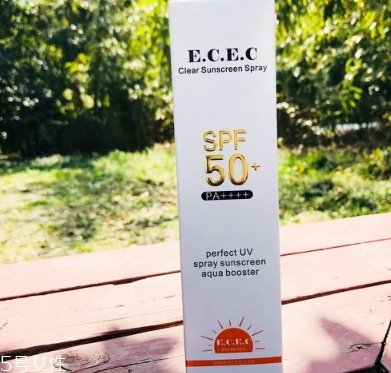 E.C.E.C
Clear Sunscreen Spray
SPF
50+
PA++++
perfect UV
spray sunscreen
aqua booster
E.C.E.C
5号女性